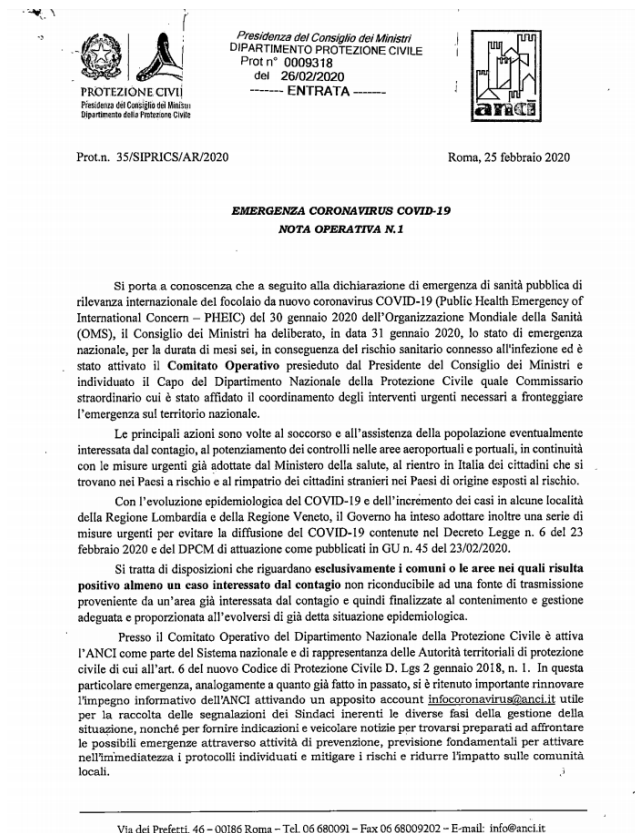 PROTEZIONE CIVI
Presidenza del Consiglio dei Ministri
Dipartimento della Protezione Civile
Presidenza del Consiglio dei Ministri
DIPARTIMENTO PROTEZIONE CIVILE
Prot n° 0009318
del 26/02/2020
------- ENTRATA -------
anci
Prot.n. 35/SIPRICS/AR/2020
Roma, 25 febbraio 2020
EMERGENZA CORONAVIRUS COVID-19
NOTA OPERATIVA N.1
Si porta a conoscenza che a seguito alla dichiarazione di emergenza di sanità pubblica di
rilevanza internazionale del focolaio da nuovo coronavirus COVID-19 (Public Health Emergency of
International Concern – PHEIC) del 30 gennaio 2020 dell'Organizzazione Mondiale della Sanità
(OMS), il Consiglio dei Ministri ha deliberato, in data 31 gennaio 2020, lo stato di emergenza
nazionale, per la durata di mesi sei, in conseguenza del rischio sanitario connesso all'infezione ed è
stato attivato il Comitato Operativo presieduto dal Presidente del Consiglio dei Ministri e
individuato il Capo del Dipartimento Nazionale della Protezione Civile quale Commissario
straordinario cui è stato affidato il coordinamento degli interventi urgenti necessari a fronteggiare
l'emergenza sul territorio nazionale.
Le principali azioni sono volte al soccorso e all'assistenza della popolazione eventualmente
interessata dal contagio, al potenziamento dei controlli nelle aree aeroportuali e portuali, in continuità
con le misure urgenti già adottate dal Ministero della salute, al rientro in Italia dei cittadini che si
trovano nei Paesi a rischio e al rimpatrio dei cittadini stranieri nei Paesi di origine esposti al rischio.
Con l'evoluzione epidemiologica del COVID-19 e dell'incremento dei casi in alcune località
della Regione Lombardia e della Regione Veneto, il Governo ha inteso adottare inoltre una serie di
misure urgenti per evitare la diffusione del COVID-19 contenute nel Decreto Legge n. 6 del 23
febbraio 2020 e del DPCM di attuazione come pubblicati in GU n. 45 del 23/02/2020.
Si tratta di disposizioni che riguardano esclusivamente i comuni o le aree nei quali risulta
positivo almeno un caso interessato dal contagio non riconducibile ad una fonte di trasmissione
proveniente da un'area già interessata dal contagio e quindi finalizzate al contenimento e gestione
adeguata e proporzionata all'evolversi di già detta situazione epidemiologica.
Presso il Comitato Operativo del Dipartimento Nazionale della Protezione Civile è attiva
l'ANCI come parte del Sistema nazionale e di rappresentanza delle Autorità territoriali di protezione
civile di cui all'art. 6 del nuovo Codice di Protezione Civile D. Lgs 2 gennaio 2018, n. 1. In questa
particolare emergenza, analogamente a quanto già fatto in passato, si è ritenuto importante rinnovare
l'impegno informativo dell'ANCI attivando un apposito account infocoronavirus@anci.it utile
per la raccolta delle segnalazioni dei Sindaci inerenti le diverse fasi della gestione della
situazione, nonché per fornire indicazioni e veicolare notizie per trovarsi preparati ad affrontare
le possibili emergenze attraverso attività di prevenzione, previsione fondamentali per attivare
nell'immediatezza i protocolli individuati e mitigare i rischi e ridurre l'impatto sulle comunità
locali.
Via dei Prefetti, 46 – 00186 Roma – Tel. 06 680091 – Fax 06 68009202 – E-mail: info@anci.it